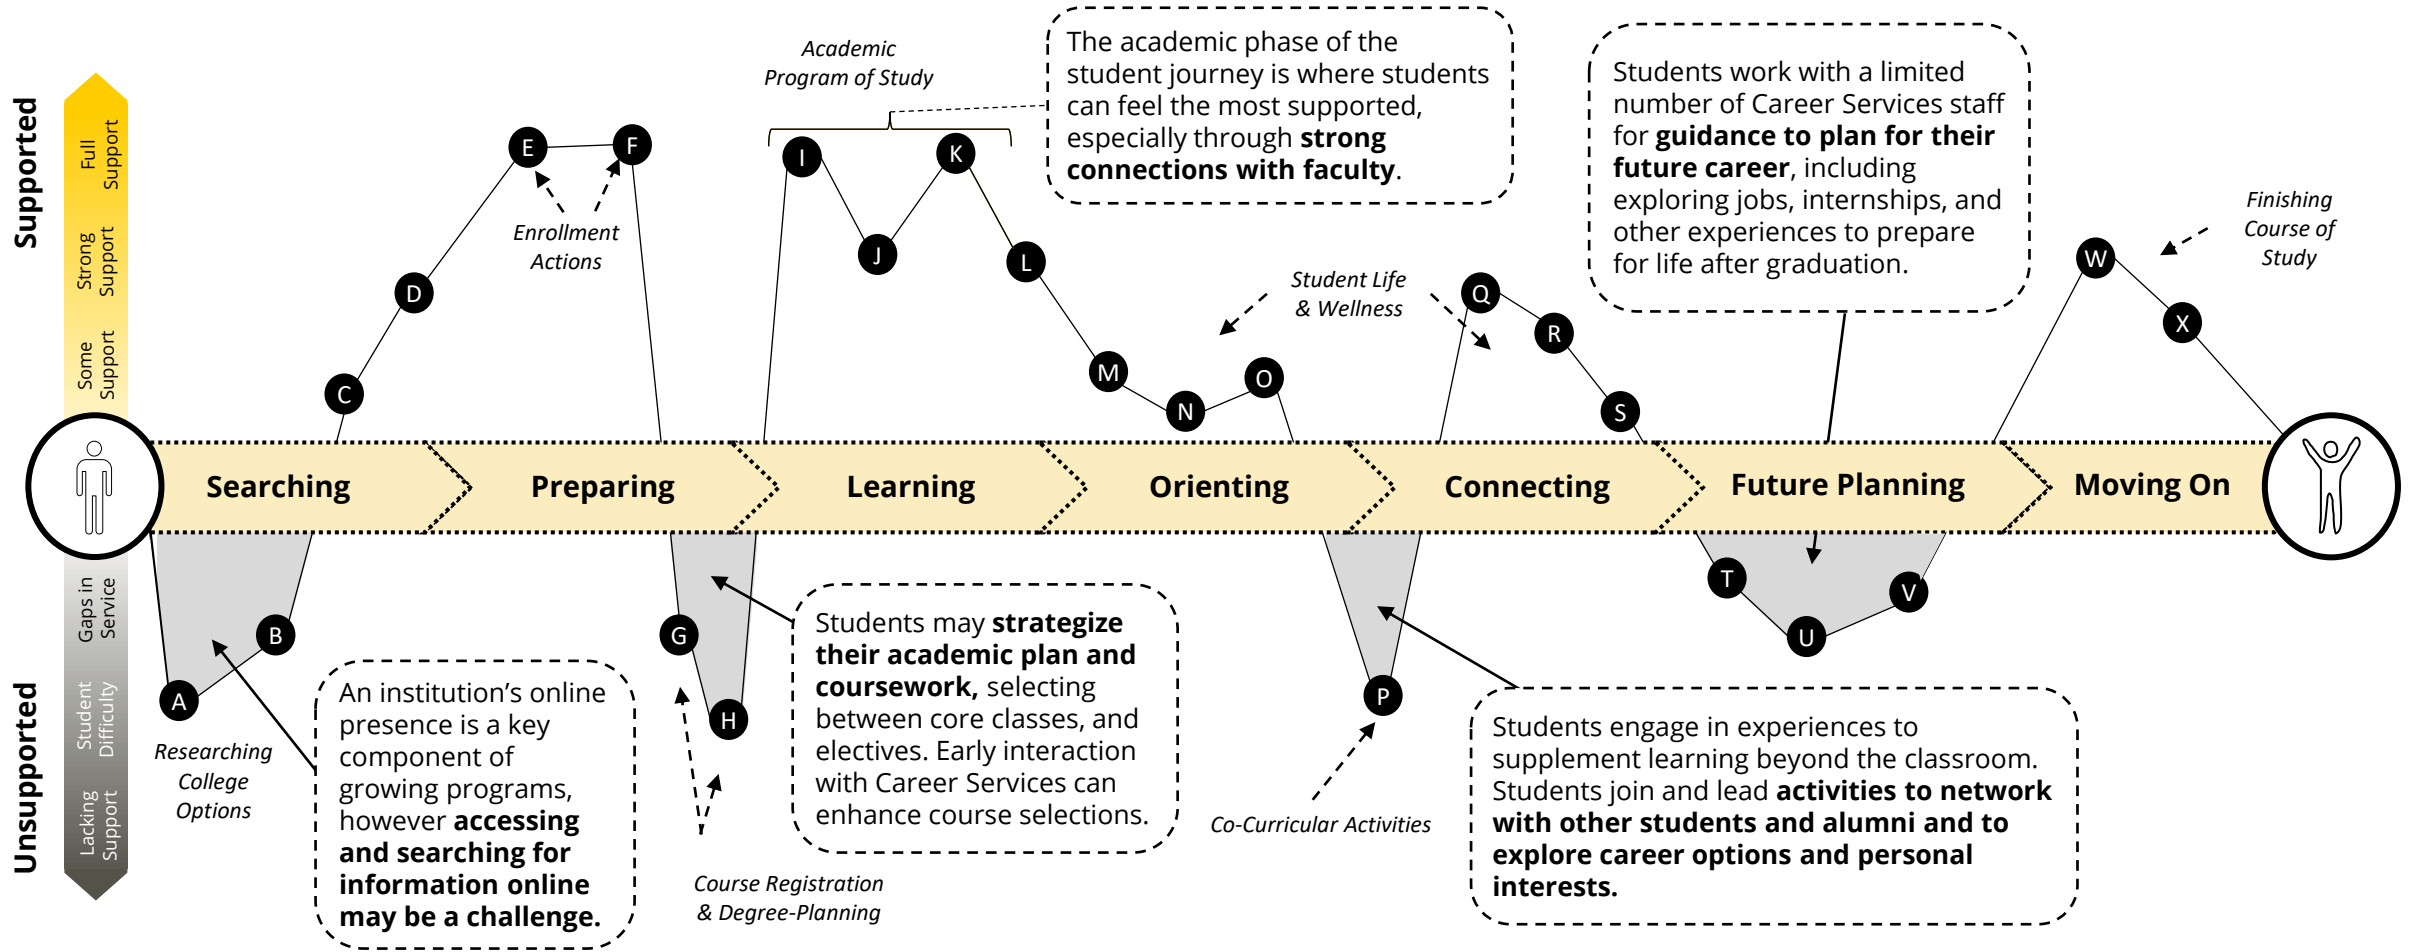 Supported
Full
Support
Strong
Support
Some
Support
Gaps in
Service
Student
Difficulty
Lacking
Support
Unsupported
Academic
Program of Study
The academic phase of the
student journey is where students
can feel the most supported,
especially through strong
connections with faculty.
Students work with a limited
number of Career Services staff
for guidance to plan for their
future career, including
exploring jobs, internships, and
other experiences to prepare
for life after graduation.
Finishing
Course of
Study
Enrollment
Actions
Student Life
& Wellness
C
D
E
F
I
J
K
L
M
N
O
Q
R
S
W
X
Searching
Preparing
Learning
Orienting
Connecting
Future Planning
Moving On
A
B
G
H
P
T
U
V
Researching
College
Options
An institution’s online
presence is a key
component of
growing programs,
however accessing
and searching for
information online
may be a challenge.
Students may strategize
their academic plan and
coursework, selecting
between core classes, and
electives. Early interaction
with Career Services can
enhance course selections.
Course Registration
& Degree-Planning
Co-Curricular Activities
Students engage in experiences to
supplement learning beyond the classroom.
Students join and lead activities to network
with other students and alumni and to
explore career options and personal
interests.